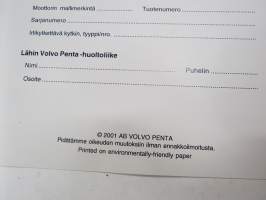 Moottorin mallimerkintä Tuotenumero
Sarjanumero
Irtikytkettävä kytkin, tyyppi/nro.
Lähin Volvo Penta -huoltoliike
Nimi Puhelin
Osoite
© 2001 AB VOLVO PENTA
Pidätämme oikeuden muutoksiin ilman ennakkoilmoitusta.
Printed on environmentally-friendly paper